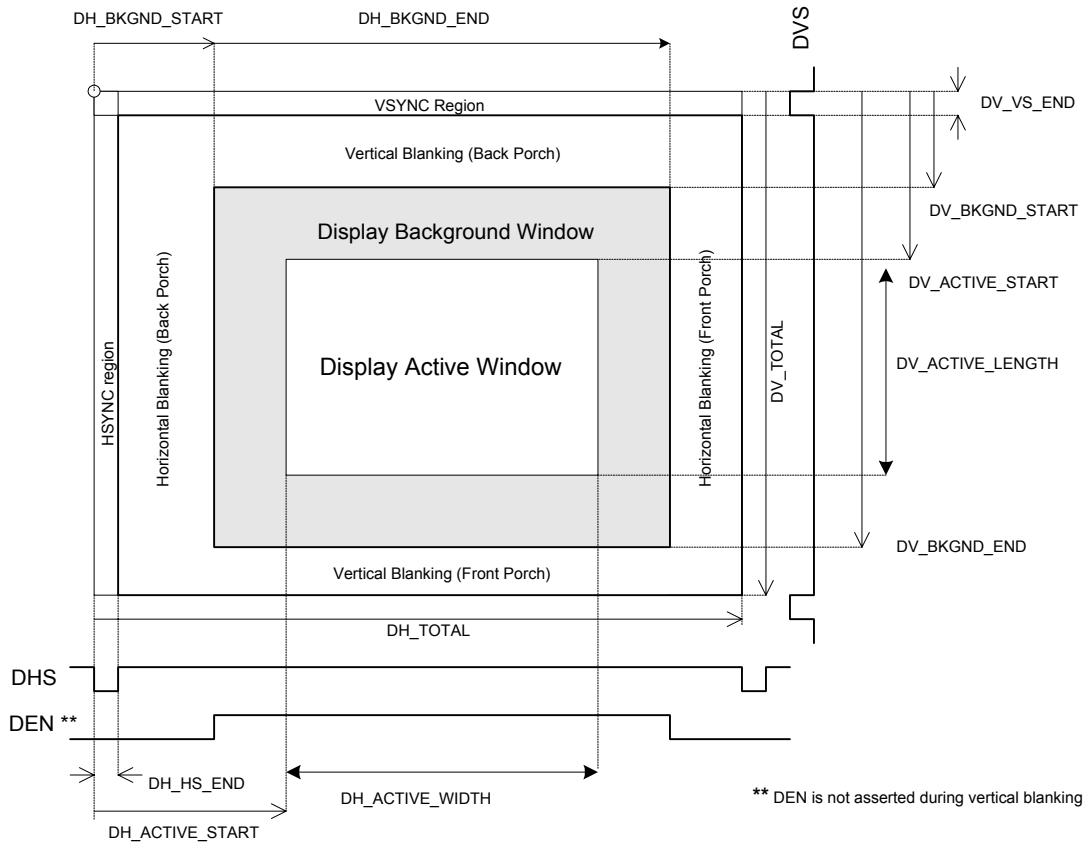 DH_BKGND_START
DH_BKGND_END
DVS
VSYNC Region
DV_VS_END
Vertical Blanking (Back Porch)
DV_BKGND_START
Display Background Window
DV_ACTIVE_START
HSYNC region
Horizontal Blanking (Back Porch)
Display Active Window
Horizontal Blanking (Front Porch)
DV_TOTAL
DV_ACTIVE_LENGTH
DV_BKGND_END
Vertical Blanking (Front Porch)
DH_TOTAL
DHS
DEN **
DH_HS_END
DH_ACTIVE_WIDTH
** DEN is not asserted during vertical blanking
DH_ACTIVE_START